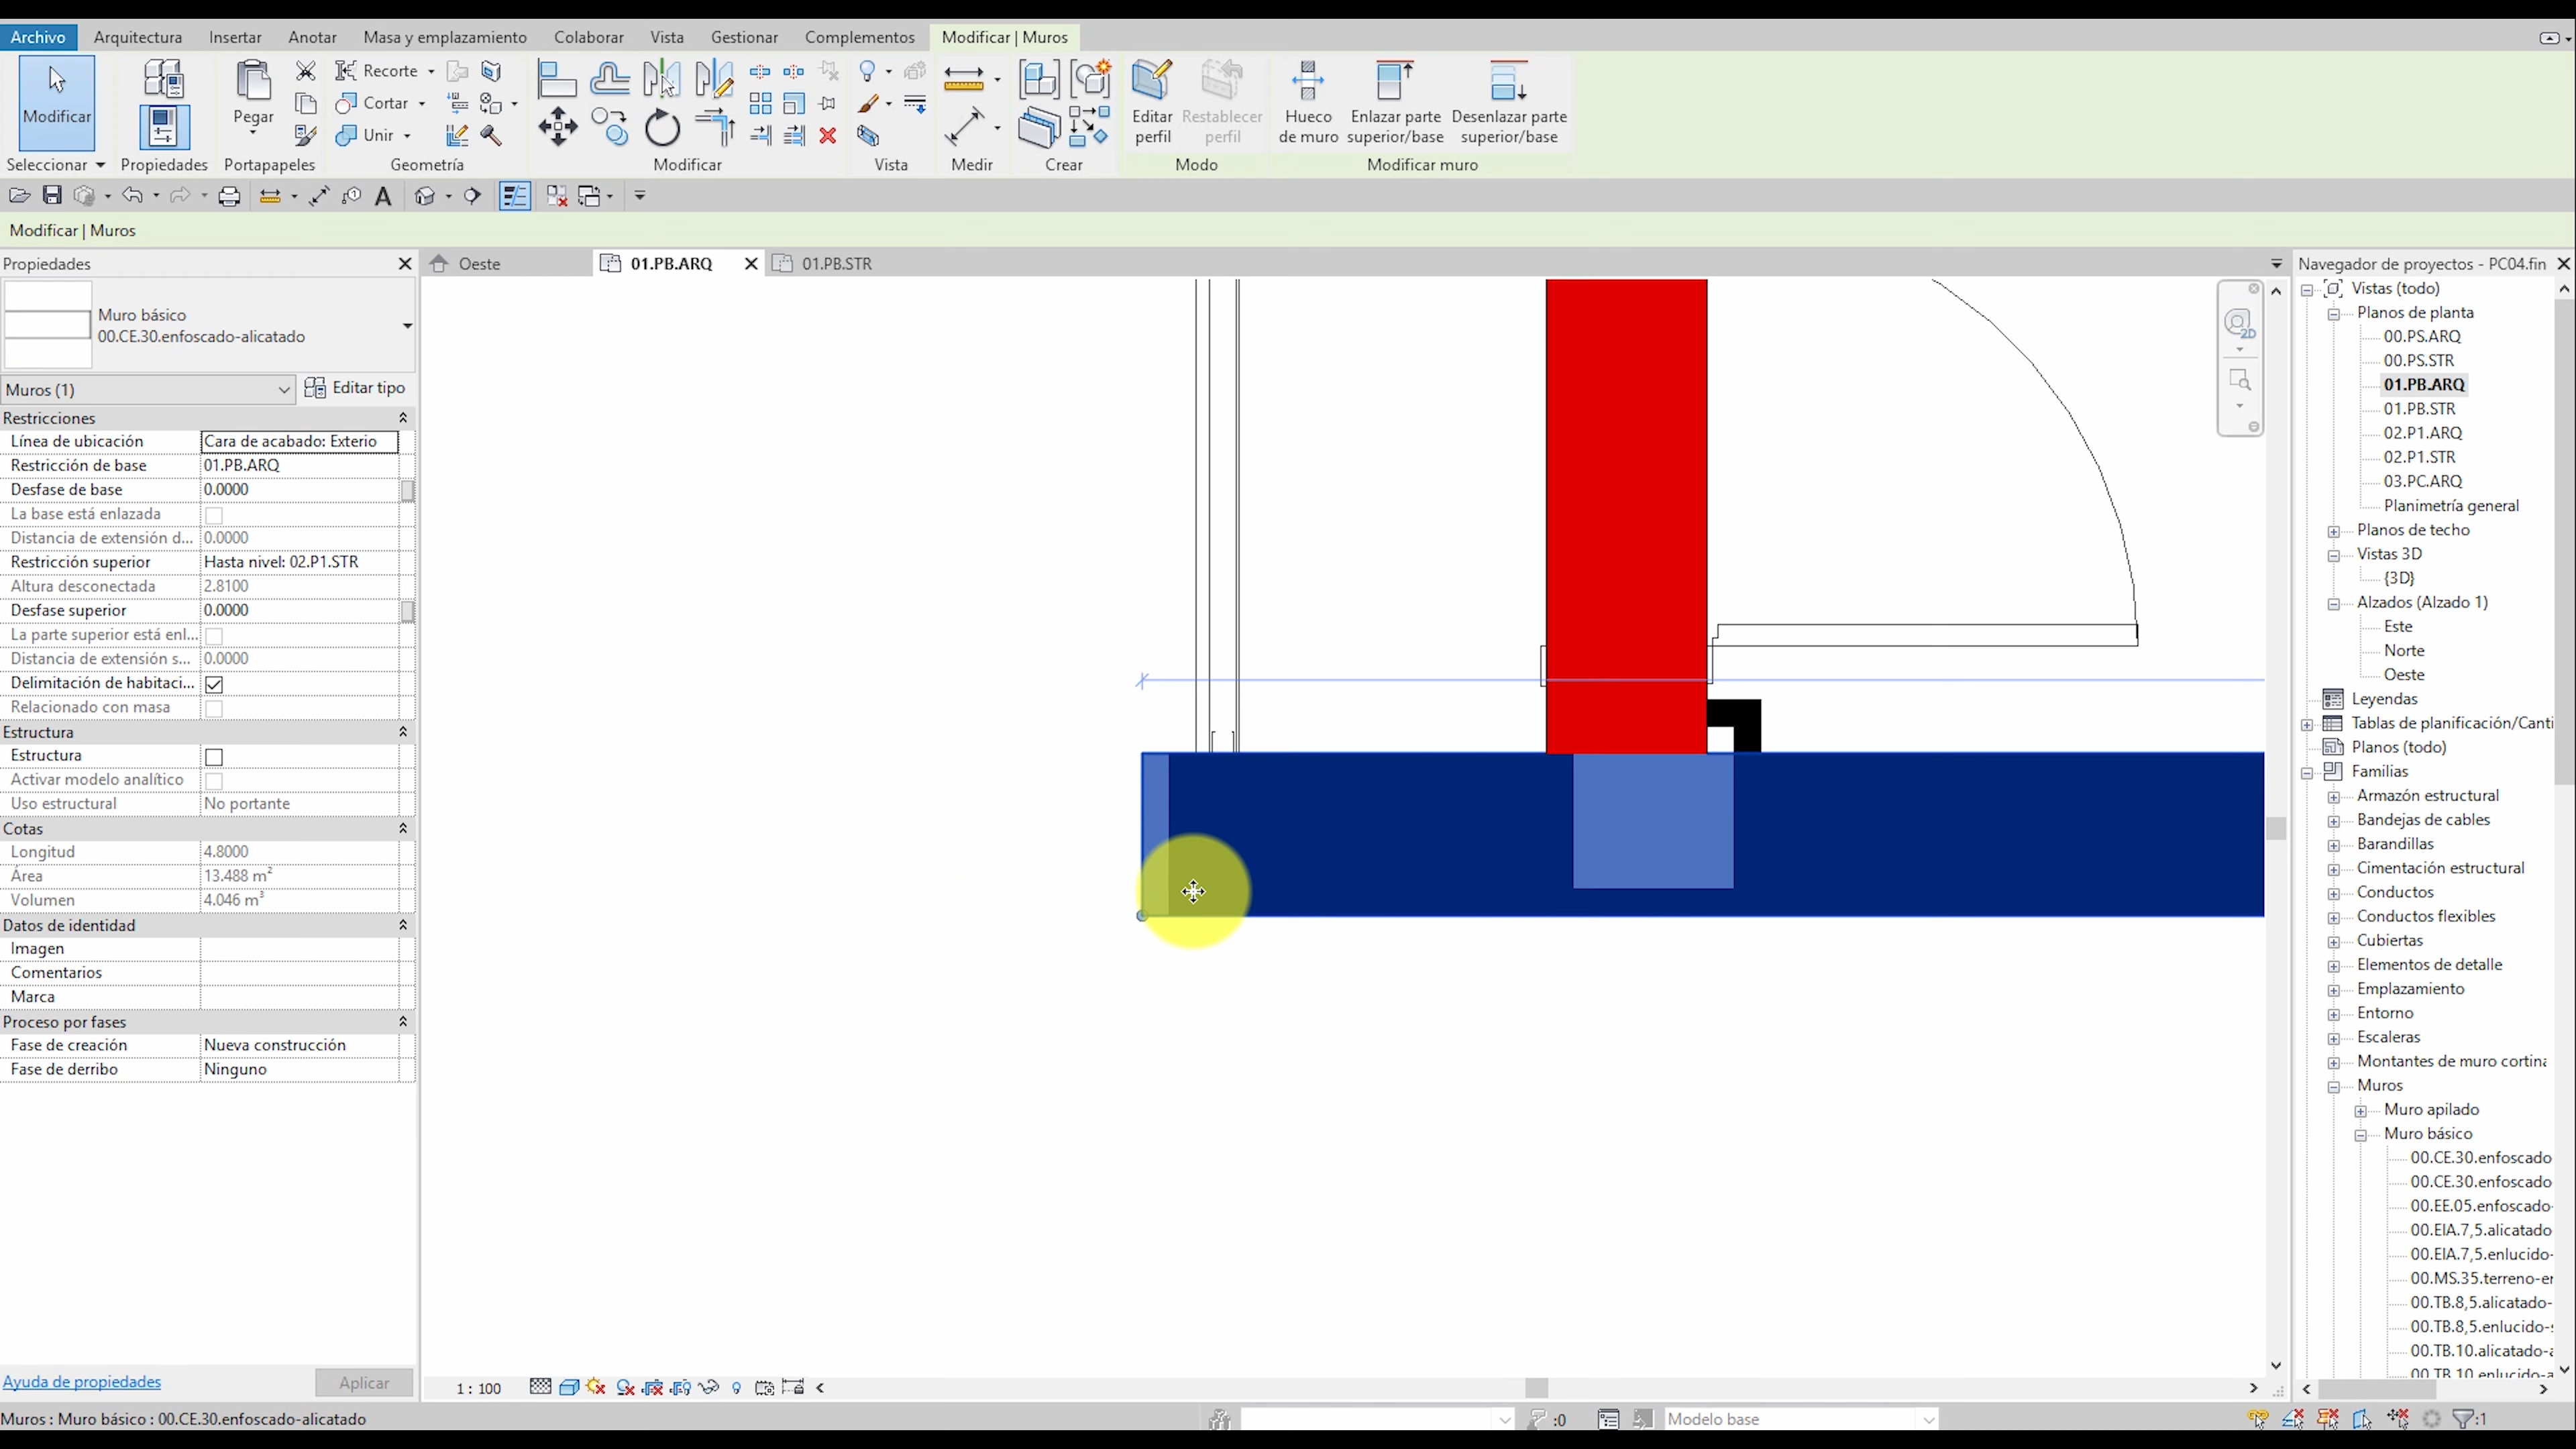 Archivo Arquitectura Insertar Anotar Masa y emplazamiento Colaborar Vista Gestionar Complementos Modificar | Muros
Modificar
Seleccionar
Propiedades
Pegar
Portapapeles
Recorte
Cortar
Unir
Geometría
Modificar
Vista
Medir
Crear
Editar perfil
Restablecer perfil
Modo
Hueco de muro
Enlazar parte superior/base
Desenlazar parte superior/base
Modificar muro
Modificar | Muros
Propiedades
Muro básico
00.CE.30.enfoscado-alicatado
Muros (1) Editar tipo
Restricciones
Línea de ubicación Cara de acabado: Exterio
Restricción de base 01.PB.ARQ
Desfase de base 0.0000
La base está enlazada
Distancia de extensión d... 0.0000
Restricción superior Hasta nivel: 02.P1.STR
Altura desconectada 2.8100
Desfase superior 0.0000
La parte superior está enl...
Distancia de extensión s... 0.0000
Delimitación de habitaci...
Relacionado con masa
Estructura
Estructura
Activar modelo analítico
Uso estructural No portante
Cotas
Longitud 4.8000
Área 13.488 m²
Volumen 4.046 m³
Datos de identidad
Imagen
Comentarios
Marca
Proceso por fases
Fase de creación Nueva construcción
Fase de derribo Ninguno
Ayuda de propiedades Aplicar
Oeste 01.PB.ARQ 01.PB.STR
2D
1 : 100
Navegador de proyectos - PC04.fin
Vistas (todo)
Planos de planta
00.PS.ARQ
00.PS.STR
01.PB.ARQ
01.PB.STR
02.P1.ARQ
02.P1.STR
03.PC.ARQ
Planimetría general
Planos de techo
Vistas 3D
{3D}
Alzados (Alzado 1)
Este
Norte
Oeste
Leyendas
Tablas de planificación/Canti
Planos (todo)
Familias
Armazón estructural
Bandejas de cables
Barandillas
Cimentación estructural
Conductos
Conductos flexibles
Cubiertas
Elementos de detalle
Emplazamiento
Entorno
Escaleras
Montantes de muro cortina
Muros
Muro apilado
Muro básico
00.CE.30.enfoscado
00.CE.30.enfoscado
00.EE.05.enfoscado-
00.EIA.7,5.alicatado
00.EIA.7,5.enlucido-
00.MS.35.terreno-er
00.TB.8,5.alicatado-
00.TB.8,5.enlucido-s
00.TB.10.alicatado-a
00.TB.10.enlucido-a
Muros : Muro básico : 00.CE.30.enfoscado-alicatado
:0
Modelo base
:1